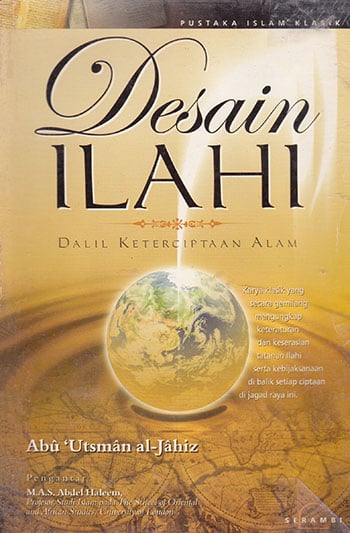 PUSTAKA ISLAM KLASIK
Desain
ILAHI
DALIL KETERCIPTAAN ALAM
Karya klasik yang
secara gemilang
mengungkap
keteraturan
dan keserasian
tatanan Ilahi
serta kebijaksanaan
di balik setiap ciptaan
di jagad raya ini.
Abû ‘Utsmân al-Jâhiz
Pengantar:
M.A.S. Abdel Haleem,
Profesor Studi Islam pada The School of Oriental
and African Studies, University of London
SERAMBI